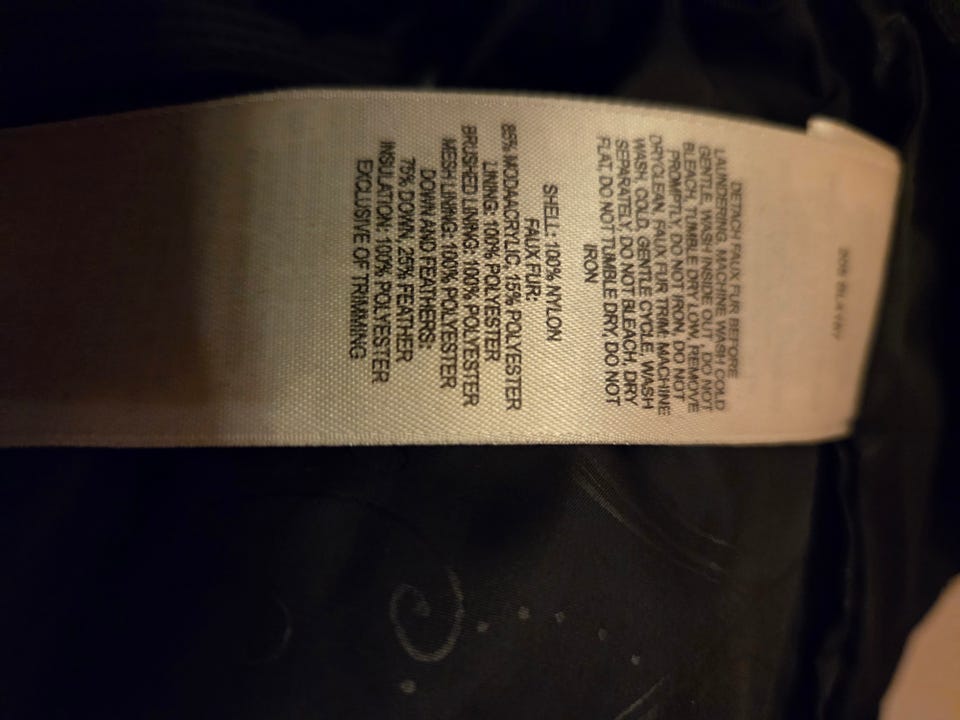 DETACH FAUX FUR BEFORE
LAUNDERING. MACHINE WASH COLD
GENTLE, WASH INSIDE OUT, DO NOT
BLEACH, TUMBLE DRY LOW, REMOVE
PROMPTLY, DO NOT IRON, DO NOT
DRYCLEAN. FAUX FUR TRIM: MACHINE
WASH, COLD, GENTLE CYCLE, WASH
SEPARATELY. DO NOT BLEACH, DRY
FLAT, DO NOT TUMBLE DRY, DO NOT
IRON
SHELL: 100% NYLON
FAUX FUR:
85% MODAACRYLIC, 15% POLYESTER
LINING: 100% POLYESTER
BRUSHED LINING: 100% POLYESTER
MESH LINING: 100% POLYESTER
DOWN AND FEATHERS:
75% DOWN, 25% FEATHER
INSULATION: 100% POLYESTER
EXCLUSIVE OF TRIMMING